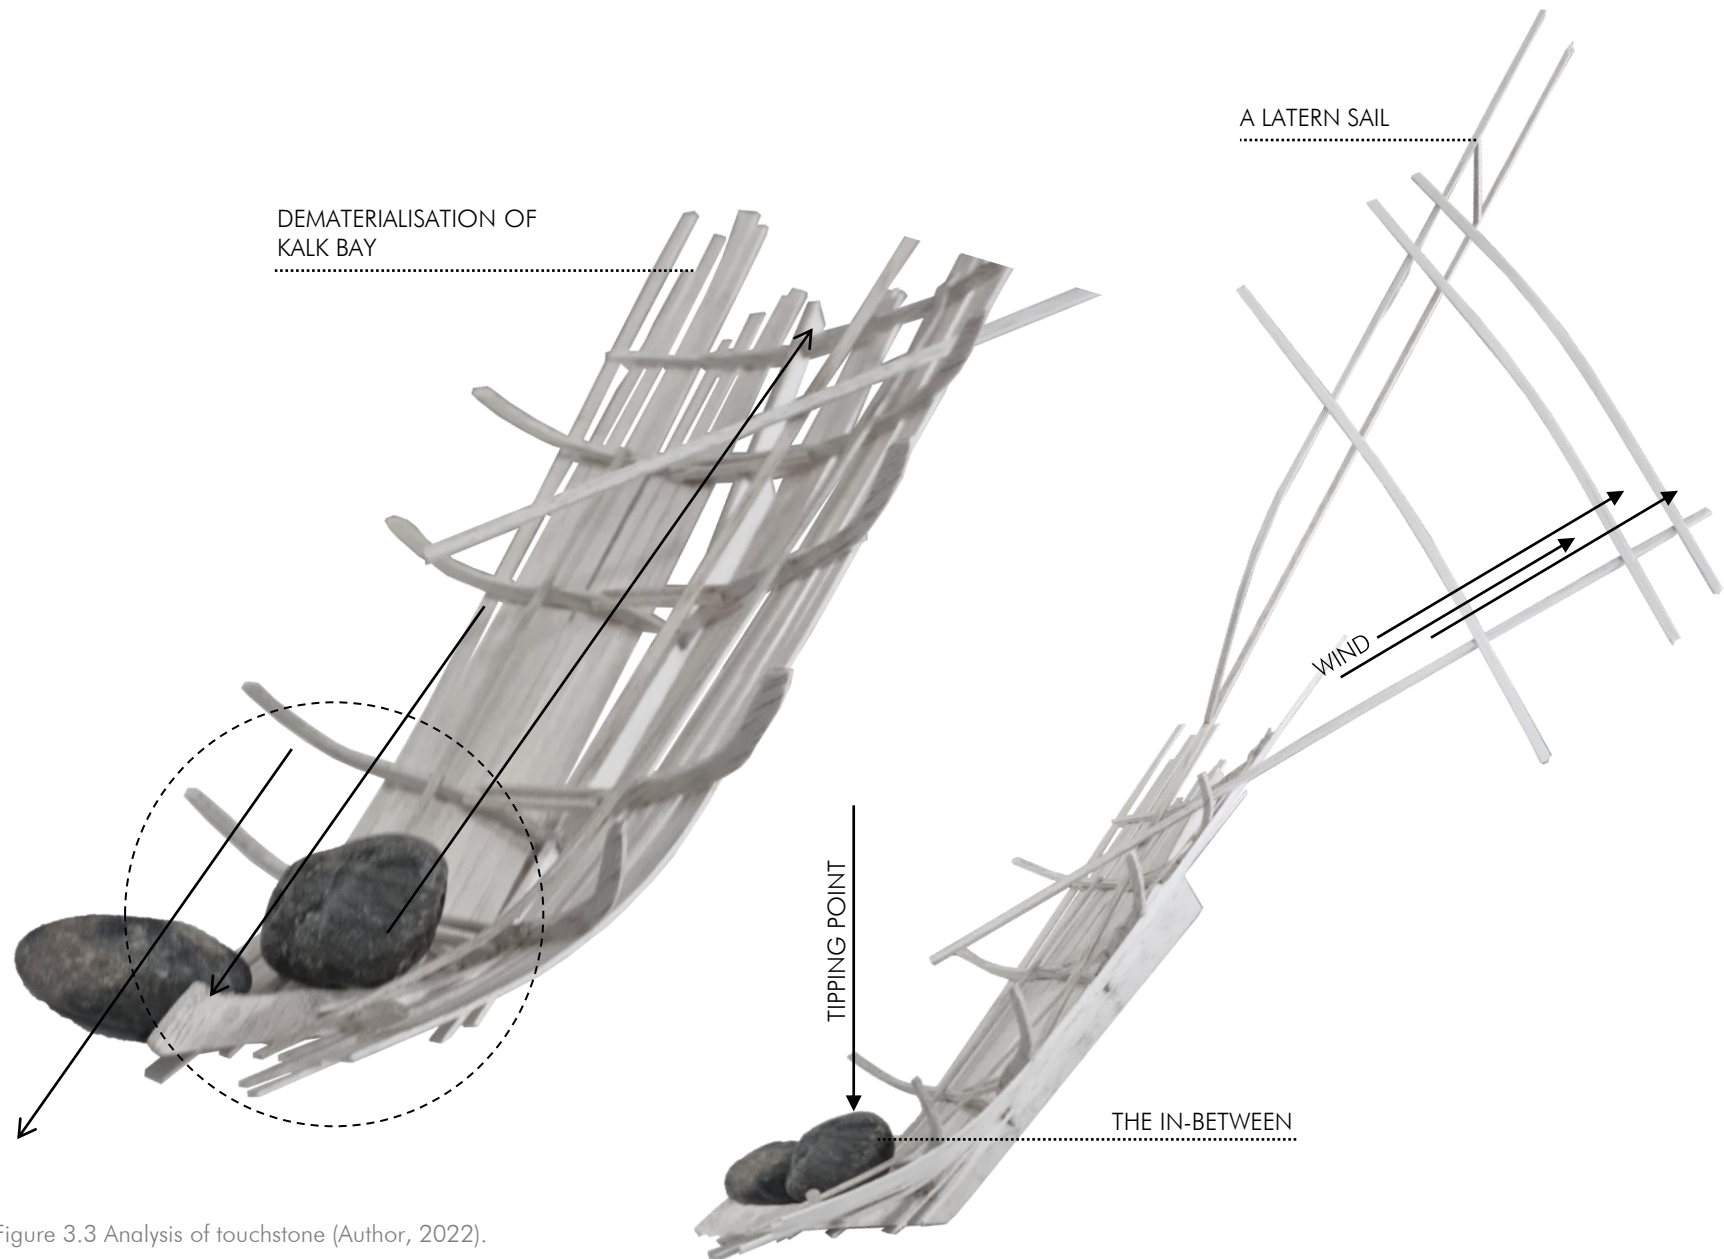 A LATERN SAIL
DEMATERIALISATION OF
KALK BAY
WIND
TIPPING POINT
THE IN-BETWEEN
Figure 3.3 Analysis of touchstone (Author, 2022).